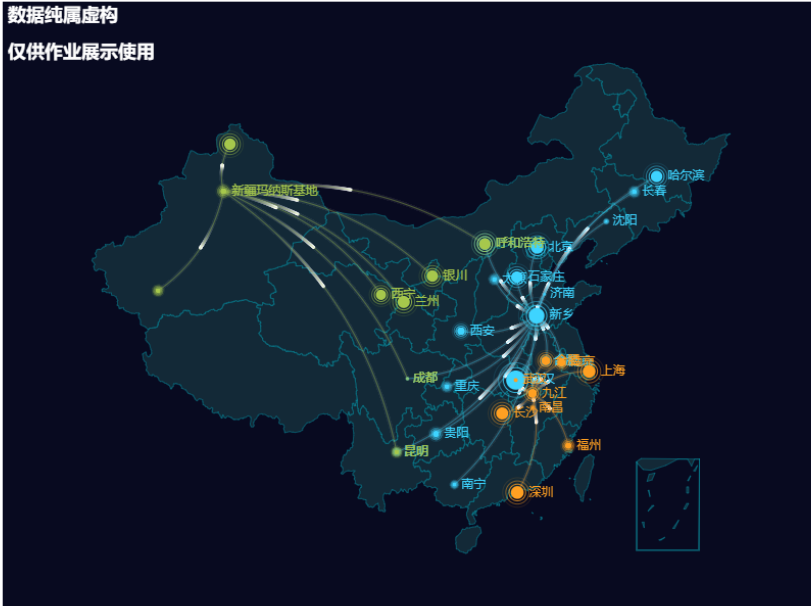 数据纯属虚构
仅供作业展示使用
哈尔滨
长春
新疆玛纳斯基地
沈阳
呼和浩特
北京
银川
石家庄
西宁
济南
兰州
新乡
西安
上海
成都
重庆
九江
南昌
长沙
贵阳
福州
昆明
南宁
深圳